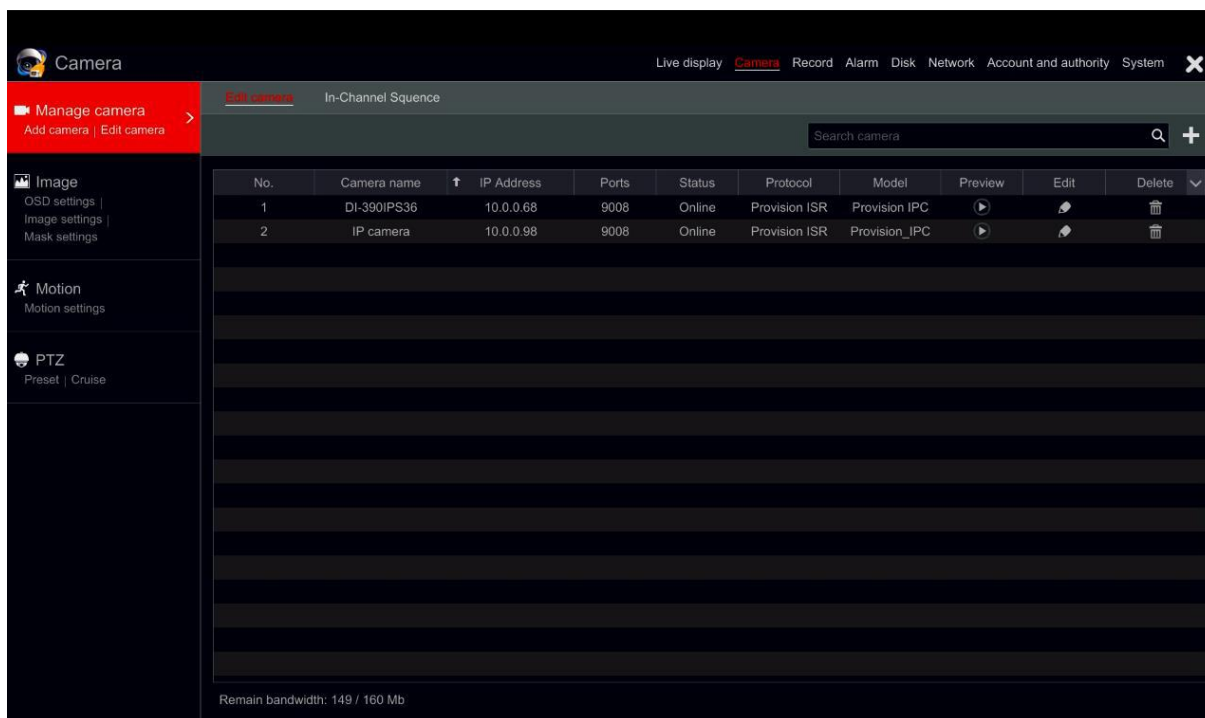 Camera
Live display Camera Record Alarm Disk Network Account and authority System
Manage camera
Add camera | Edit camera
Edit camera In-Channel Squence
Search camera
Image
OSD settings |
Image settings |
Mask settings
Motion
Motion settings
PTZ
Preset | Cruise
No. Camera name IP Address Ports Status Protocol Model Preview Edit Delete
1 DI-390IPS36 10.0.0.68 9008 Online Provision ISR Provision IPC
2 IP camera 10.0.0.98 9008 Online Provision ISR Provision_IPC
Remain bandwidth: 149 / 160 Mb